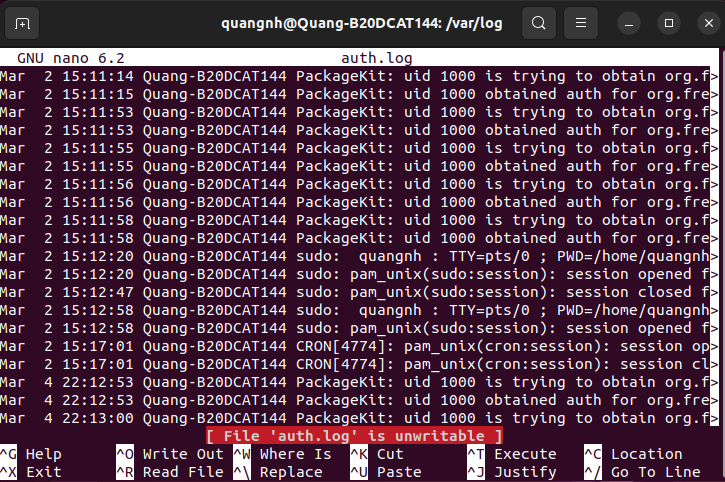 quangnh@Quang-B20DCAT144: /var/log
GNU nano 6.2 auth.log
Mar  2 15:11:14 Quang-B20DCAT144 PackageKit: uid 1000 is trying to obtain org.f>
Mar  2 15:11:15 Quang-B20DCAT144 PackageKit: uid 1000 obtained auth for org.fre>
Mar  2 15:11:53 Quang-B20DCAT144 PackageKit: uid 1000 is trying to obtain org.f>
Mar  2 15:11:53 Quang-B20DCAT144 PackageKit: uid 1000 obtained auth for org.fre>
Mar  2 15:11:55 Quang-B20DCAT144 PackageKit: uid 1000 is trying to obtain org.f>
Mar  2 15:11:55 Quang-B20DCAT144 PackageKit: uid 1000 obtained auth for org.fre>
Mar  2 15:11:56 Quang-B20DCAT144 PackageKit: uid 1000 is trying to obtain org.f>
Mar  2 15:11:56 Quang-B20DCAT144 PackageKit: uid 1000 obtained auth for org.fre>
Mar  2 15:11:58 Quang-B20DCAT144 PackageKit: uid 1000 is trying to obtain org.f>
Mar  2 15:11:58 Quang-B20DCAT144 PackageKit: uid 1000 obtained auth for org.fre>
Mar  2 15:12:20 Quang-B20DCAT144 sudo:  quangnh : TTY=pts/0 ; PWD=/home/quangnh>
Mar  2 15:12:20 Quang-B20DCAT144 sudo: pam_unix(sudo:session): session opened f>
Mar  2 15:12:47 Quang-B20DCAT144 sudo: pam_unix(sudo:session): session closed f>
Mar  2 15:12:58 Quang-B20DCAT144 sudo:  quangnh : TTY=pts/0 ; PWD=/home/quangnh>
Mar  2 15:12:58 Quang-B20DCAT144 sudo: pam_unix(sudo:session): session opened f>
Mar  2 15:17:01 Quang-B20DCAT144 CRON[4774]: pam_unix(cron:session): session op>
Mar  2 15:17:01 Quang-B20DCAT144 CRON[4774]: pam_unix(cron:session): session cl>
Mar  4 22:12:53 Quang-B20DCAT144 PackageKit: uid 1000 is trying to obtain org.f>
Mar  4 22:12:53 Quang-B20DCAT144 PackageKit: uid 1000 obtained auth for org.fre>
Mar  4 22:13:00 Quang-B20DCAT144 PackageKit: uid 1000 is trying to obtain org.f>
[ File 'auth.log' is unwritable ]
^G Help ^O Write Out ^W Where Is ^K Cut ^T Execute ^C Location
^X Exit ^R Read File ^\ Replace ^U Paste ^J Justify ^/ Go To Line